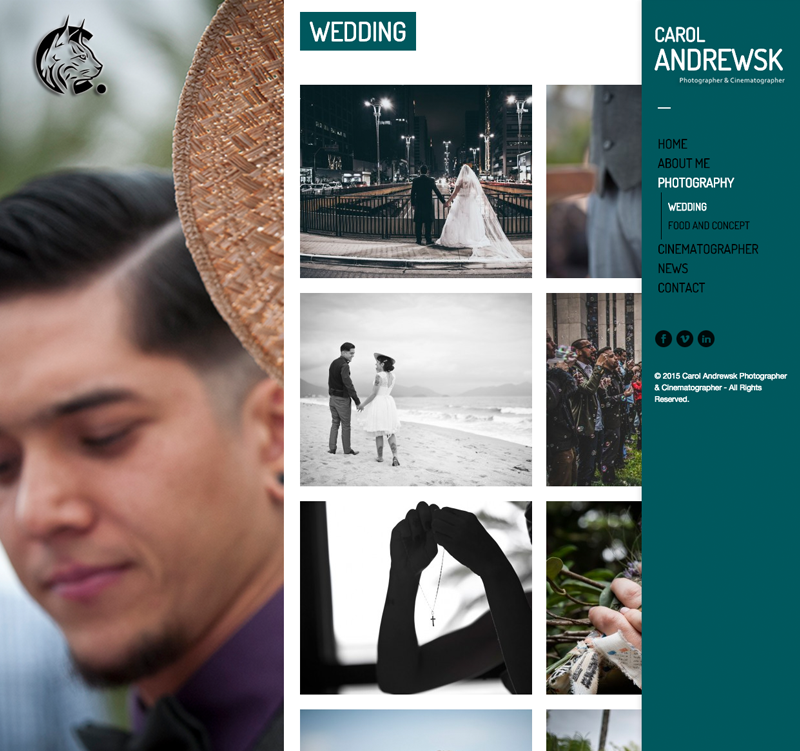 WEDDING
CAROL
ANDREWSK
Photographer & Cinematographer
HOME
ABOUT ME
PHOTOGRAPHY
WEDDING
FOOD AND CONCEPT
CINEMATOGRAPHER
NEWS
CONTACT
© 2015 Carol Andrewsk Photographer
& Cinematographer - All Rights
Reserved.